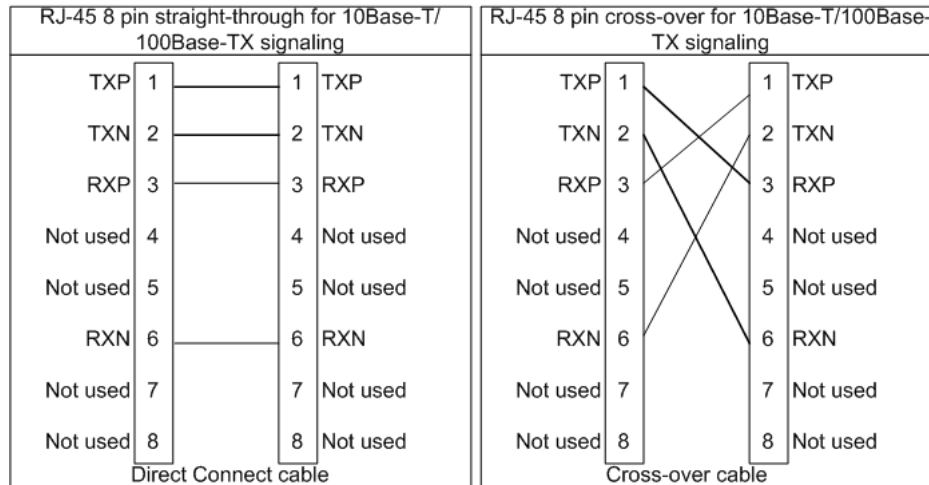 RJ-45 8 pin straight-through for 10Base-T/
100Base-TX signaling
TXP 1 1 TXP
TXN 2 2 TXN
RXP 3 3 RXP
Not used 4 4 Not used
Not used 5 5 Not used
RXN 6 6 RXN
Not used 7 7 Not used
Not used 8 8 Not used
Direct Connect cable
RJ-45 8 pin cross-over for 10Base-T/100Base-
TX signaling
TXP 1 1 TXP
TXN 2 2 TXN
RXP 3 3 RXP
Not used 4 4 Not used
Not used 5 5 Not used
RXN 6 6 RXN
Not used 7 7 Not used
Not used 8 8 Not used
Cross-over cable